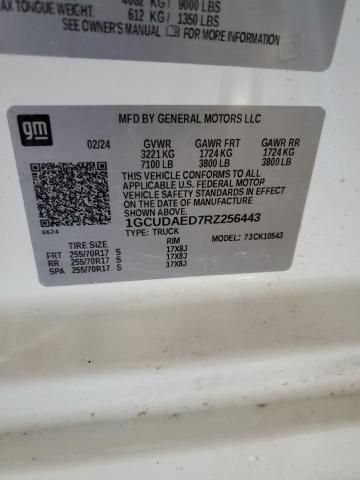 MAX TONGUE WEIGHT: 4082 KG/ 9000 LBS
612 KG/ 1350 LBS
SEE OWNER'S MANUAL FOR MORE INFORMATION
gm
MFD BY GENERAL MOTORS LLC
02/24 GVWR GAWR FRT GAWR RR
3221 KG 1724 KG 1724 KG
7100 LB 3800 LB 3800 LB
THIS VEHICLE CONFORMS TO ALL
APPLICABLE U.S. FEDERAL MOTOR
VEHICLE SAFETY STANDARDS IN EFFECT ON THE
DATE OF MANUFACTURE SHOWN ABOVE.
1GCUDAED7RZ256443
8624 TYPE: TRUCK
MODEL: 73CK10543
TIRE SIZE RIM
FRT 255/70R17 S 17X8J
RR 255/70R17 S 17X8J
SPA 255/70R17 S 17X8J